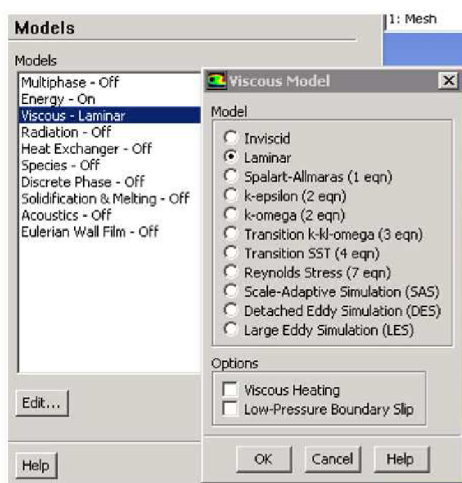 Models
Models
Multiphase - Off
Energy - On
Viscous - Laminar
Radiation - Off
Heat Exchanger - Off
Species - Off
Discrete Phase - Off
Solidification & Melting - Off
Acoustics - Off
Eulerian Wall Film - Off
Edit...
Help
1: Mesh
Viscous Model
Model
Inviscid
Laminar
Spalart-Allmaras (1 eqn)
k-epsilon (2 eqn)
k-omega (2 eqn)
Transition k-kl-omega (3 eqn)
Transition SST (4 eqn)
Reynolds Stress (7 eqn)
Scale-Adaptive Simulation (SAS)
Detached Eddy Simulation (DES)
Large Eddy Simulation (LES)
Options
Viscous Heating
Low-Pressure Boundary Slip
OK Cancel Help